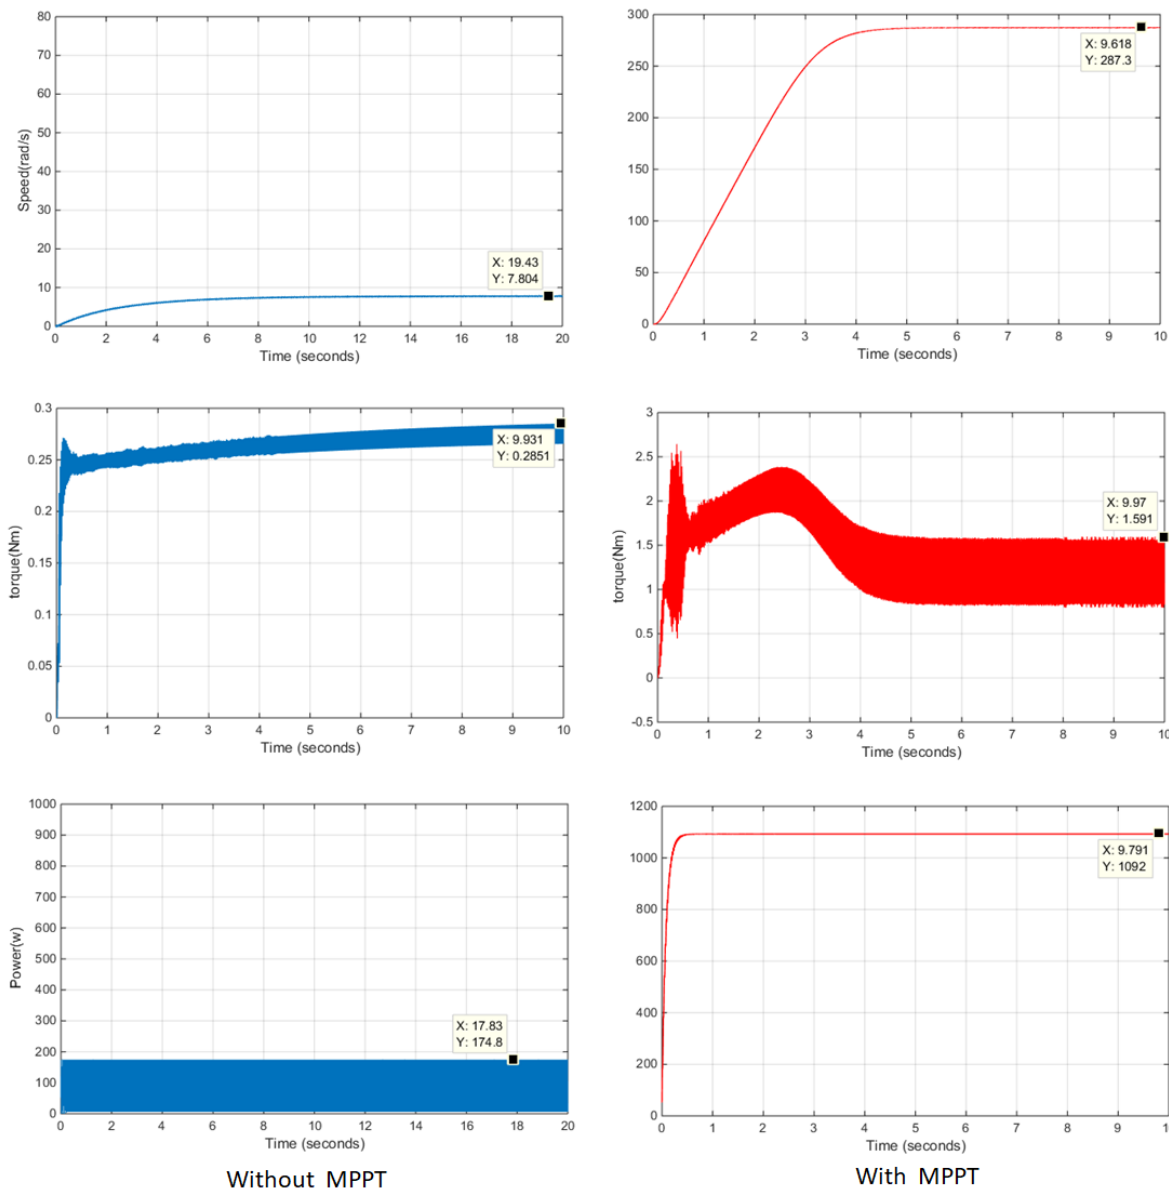 80
70
60
50
40
30
20
10
0
Speed(rad/s)
X: 19.43
Y: 7.804
0 2 4 6 8 10 12 14 16 18 20
Time (seconds)
300
250
200
150
100
50
0
X: 9.618
Y: 287.3
0 1 2 3 4 5 6 7 8 9 10
Time (seconds)
0.3
0.25
0.2
0.15
0.1
0.05
0
torque(Nm)
X: 9.931
Y: 0.2851
0 1 2 3 4 5 6 7 8 9 10
Time (seconds)
3
2.5
2
1.5
1
0.5
0
-0.5
torque(Nm)
X: 9.97
Y: 1.591
0 1 2 3 4 5 6 7 8 9 10
Time (seconds)
1000
900
800
700
600
500
400
300
200
100
0
Power(w)
X: 17.83
Y: 174.8
0 2 4 6 8 10 12 14 16 18 20
Time (seconds)
1200
1000
800
600
400
200
0
X: 9.791
Y: 1092
0 1 2 3 4 5 6 7 8 9 10
Time (seconds)
Without MPPT
With MPPT